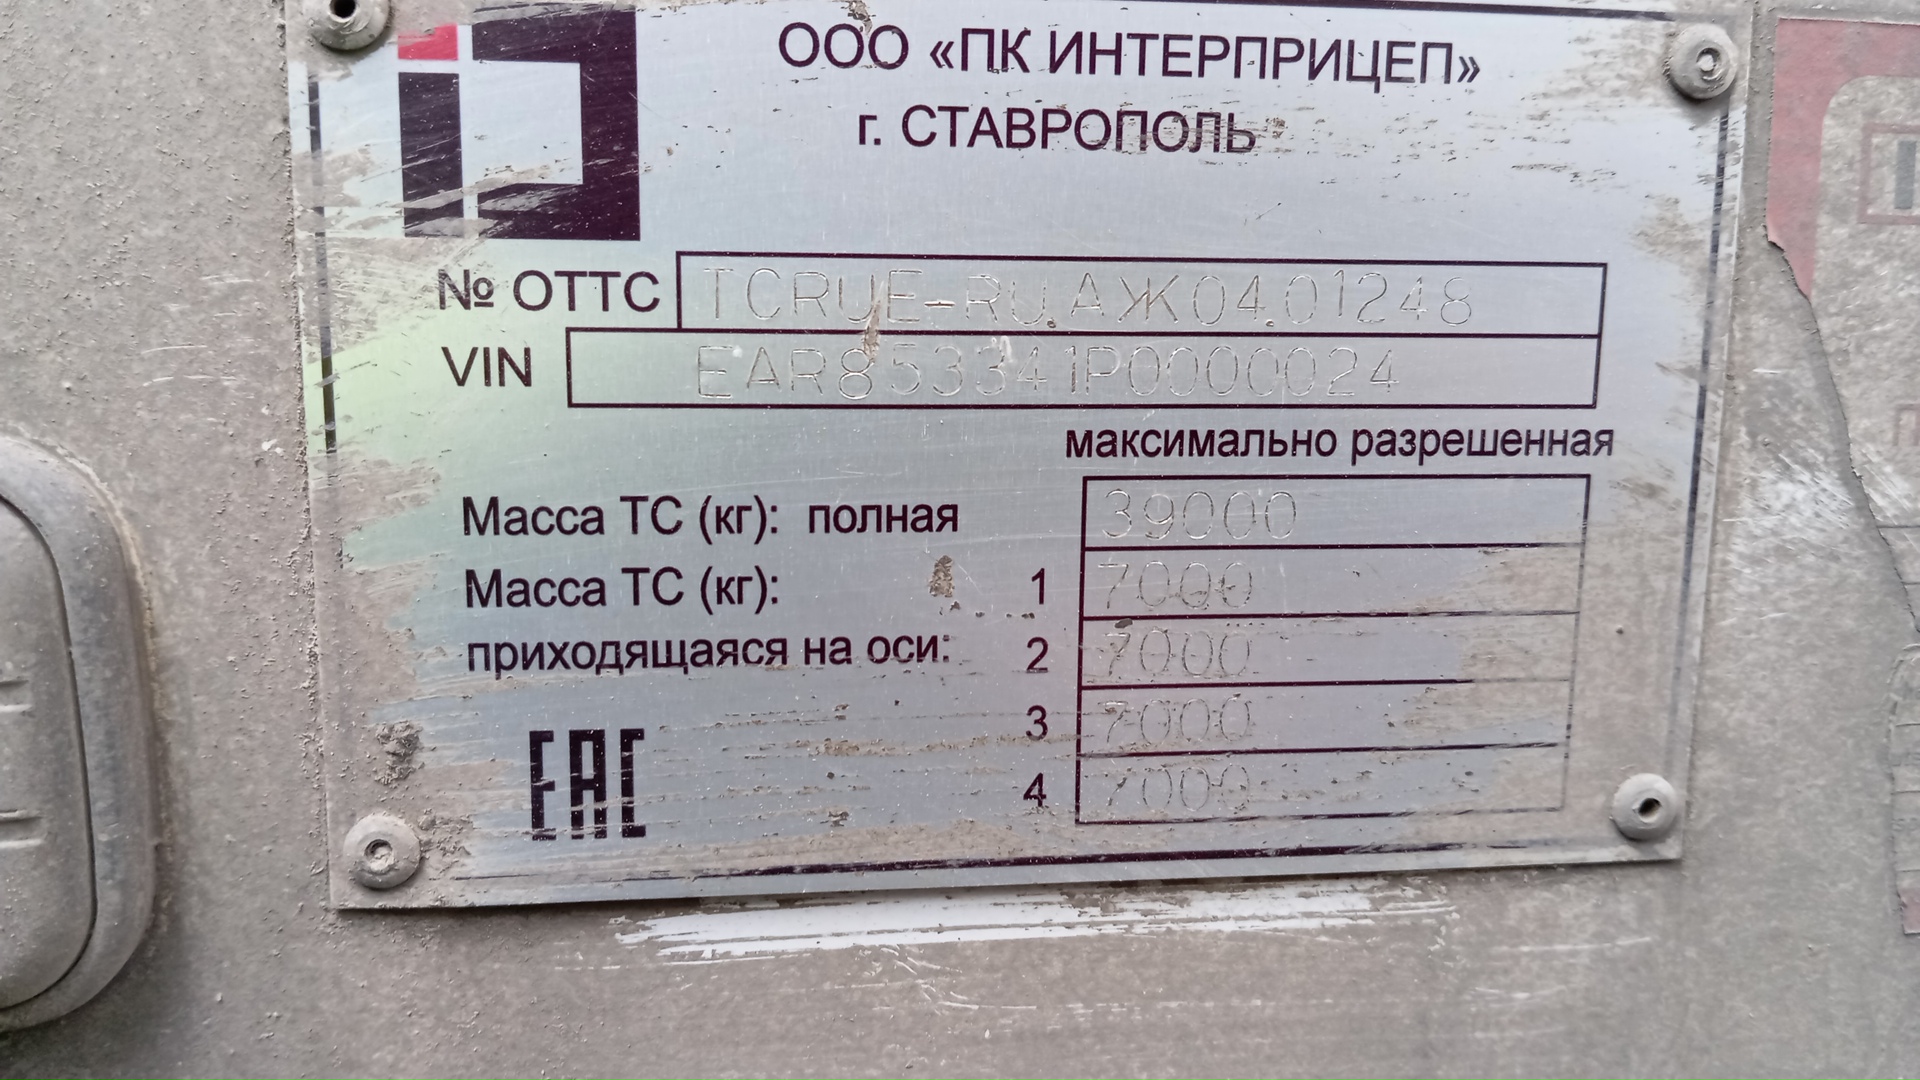 ООО «ПК ИНТЕРПРИЦЕП»
г. СТАВРОПОЛЬ
№ ОТТС TCRUE-RU.АЖ04.01248
VIN EAR853341P0000024
максимально разрешенная
Масса ТС (кг): полная 39000
Масса ТС (кг): 1 7000
приходящаяся на оси: 2 7000
3 7000
4 7000
EAC